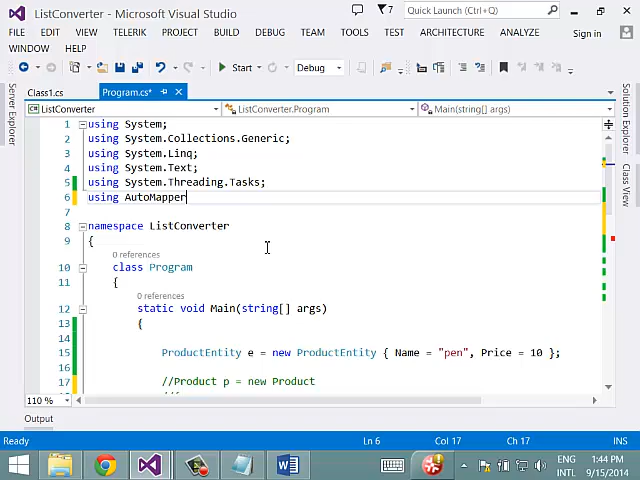 ListConverter - Microsoft Visual Studio
7
Quick Launch (Ctrl+Q)
FILE EDIT VIEW TELERIK PROJECT BUILD DEBUG TEAM TOOLS TEST ARCHITECTURE ANALYZE Sign in
WINDOW HELP
Start Debug
Class1.cs Program.cs*
ListConverter ListConverter.Program Main(string[] args)
Server Explorer
Solution Explorer
Class View
1 using System;
2 using System.Collections.Generic;
3 using System.Linq;
4 using System.Text;
5 using System.Threading.Tasks;
6 using AutoMapper
7
8 namespace ListConverter
9 {
0 references
10 class Program
11 {
0 references
12 static void Main(string[] args)
13 {
14
15 ProductEntity e = new ProductEntity { Name = "pen", Price = 10 };
16
17 //Product p = new Product
110 %
Output
Ready Ln 6 Col 17 Ch 17 INS
ENG 1:44 PM
INTL 9/15/2014